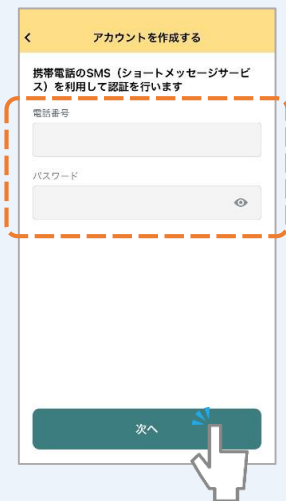 アカウントを作成する
携帯電話のSMS（ショートメッセージサービ
ス）を利用して認証を行います
電話番号
パスワード
次へ